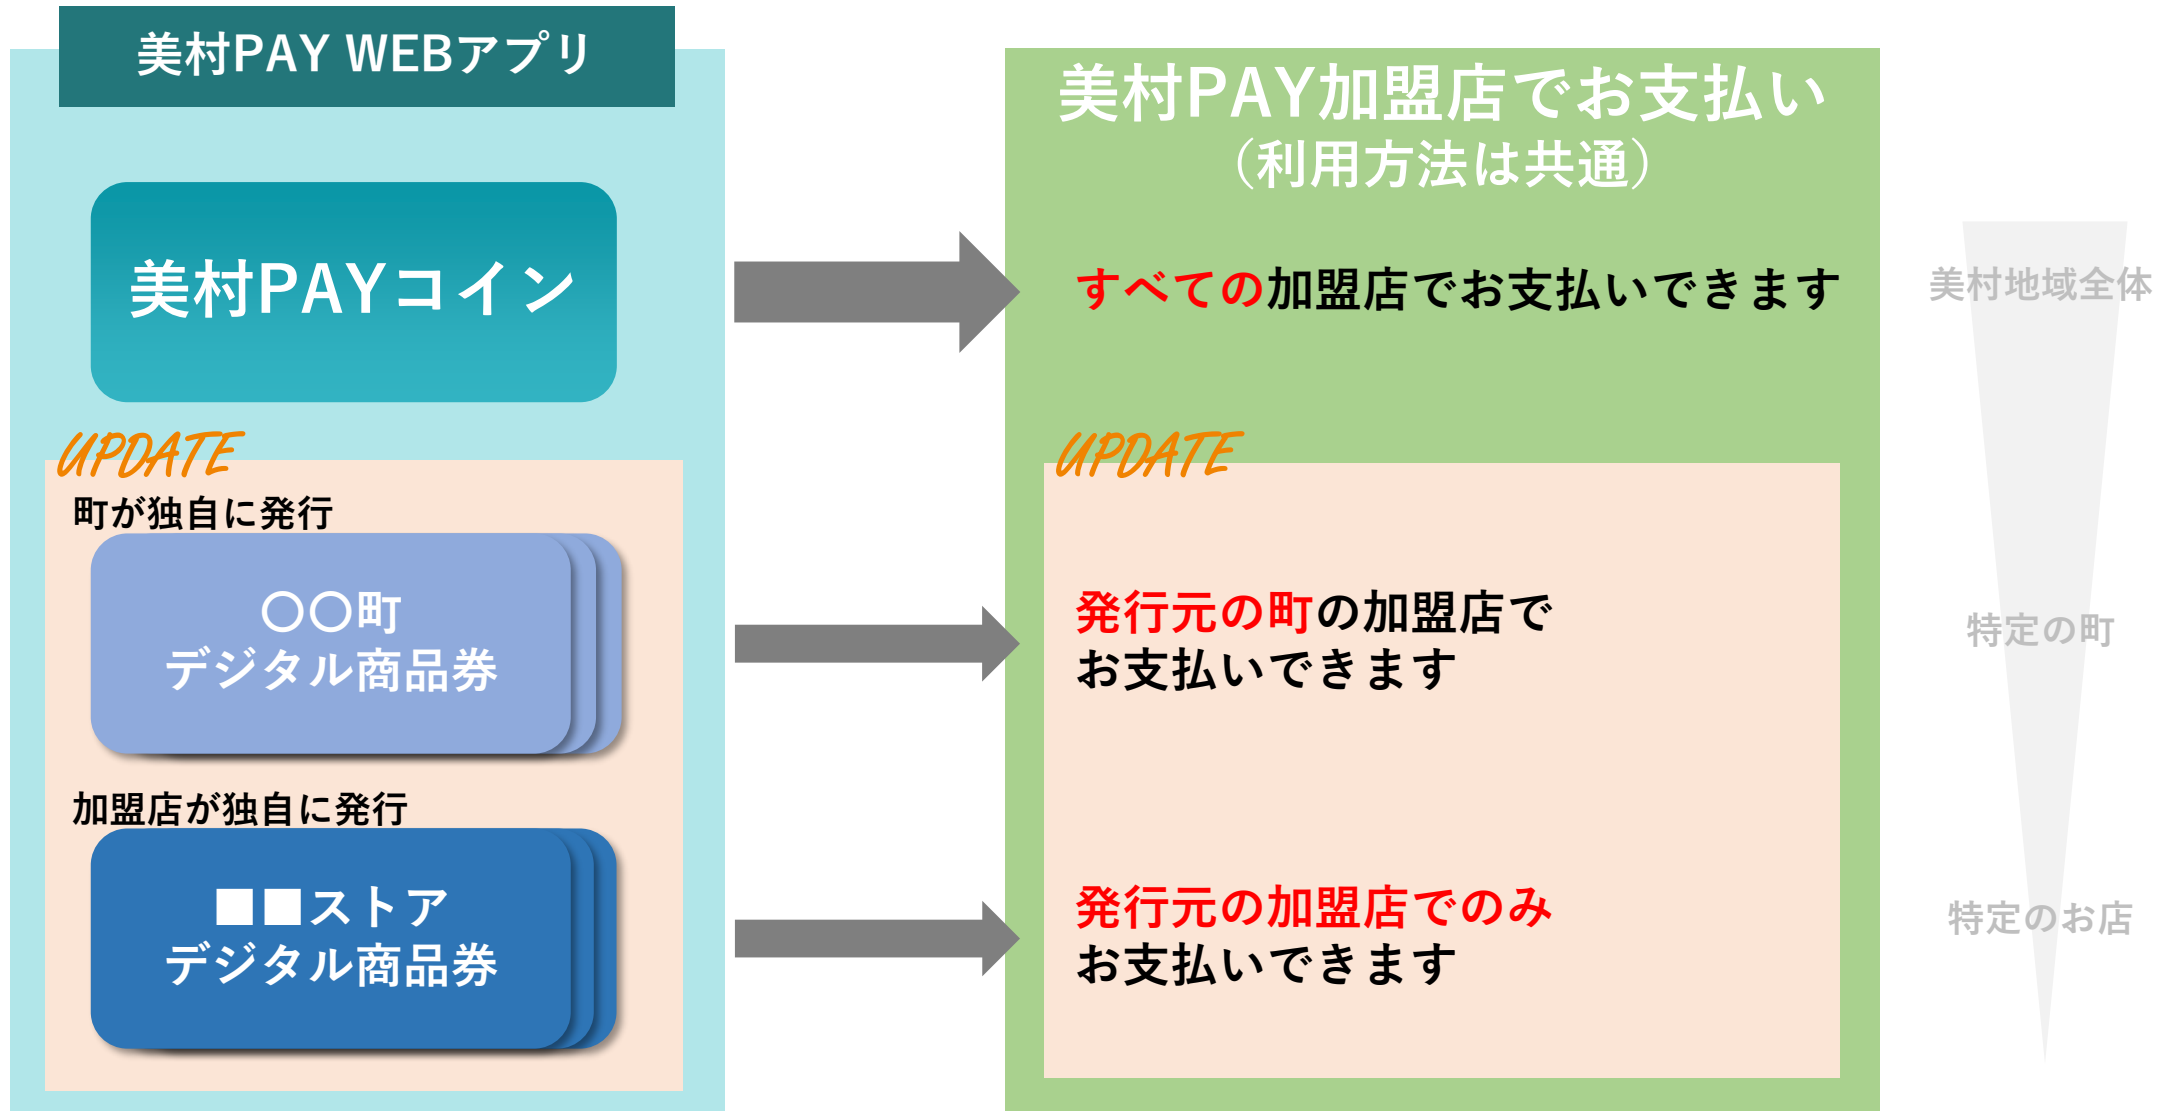 美村PAY WEBアプリ
美村PAYコイン
UPDATE
町が独自に発行
〇〇町
デジタル商品券
加盟店が独自に発行
■■ストア
デジタル商品券
美村PAY加盟店でお支払い
（利用方法は共通）
すべての加盟店でお支払いできます
UPDATE
発行元の町の加盟店で
お支払いできます
発行元の加盟店でのみ
お支払いできます
美村地域全体
特定の町
特定のお店